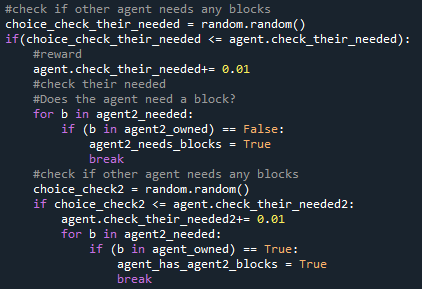 #check if other agent needs any blocks
choice_check_their_needed = random.random()
if(choice_check_their_needed <= agent.check_their_needed):
    #reward
    agent.check_their_needed+= 0.01
    #check their needed
    #Does the agent need a block?
    for b in agent2_needed:
        if (b in agent2_owned) == False:
            agent2_needs_blocks = True
            break
    #check if other agent needs any blocks
    choice_check2 = random.random()
    if choice_check2 <= agent.check_their_needed2:
        agent.check_their_needed2+= 0.01
        for b in agent2_needed:
            if (b in agent_owned) == True:
                agent_has_agent2_blocks = True
                break